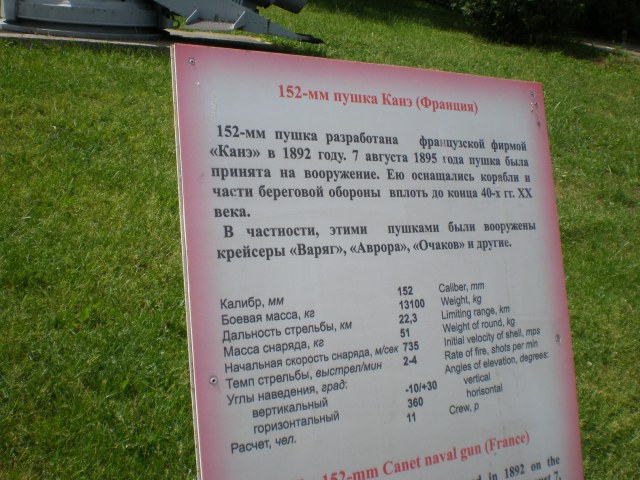 152-мм пушка Канэ (Франция)
152-мм пушка разработана французской фирмой
«Канэ» в 1892 году. 7 августа 1895 года пушка была
принята на вооружение. Ею оснащались корабли и
части береговой обороны вплоть до конца 40-х гг. XX
века.
В частности, этими пушками были вооружены
крейсеры «Варяг», «Аврора», «Очаков» и другие.
Калибр, мм 152 Caliber, mm
Боевая масса, кг 13100 Weight, kg
Дальность стрельбы, км 22,3 Limiting range, km
Масса снаряда, кг 51 Weight of round, kg
Начальная скорость снаряда, м/сек 735 Initial velocity of shell, mps
Темп стрельбы, выстрел/мин 2-4 Rate of fire, shots per min
Углы наведения, град: Angles of elevation, degrees:
вертикальный -10/+30 vertical
горизонтальный 360 horisontal
Расчет, чел. 11 Crew, p
152-mm Canet naval gun (France)
in 1892 on the